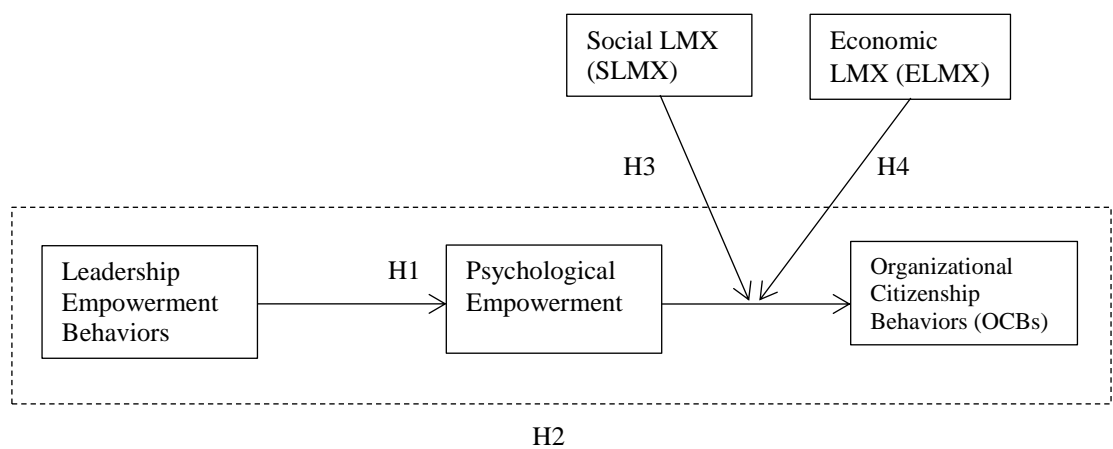 Social LMX
(SLMX)
Economic
LMX (ELMX)
H3
H4
Leadership
Empowerment
Behaviors
H1
Psychological
Empowerment
Organizational
Citizenship
Behaviors (OCBs)
H2